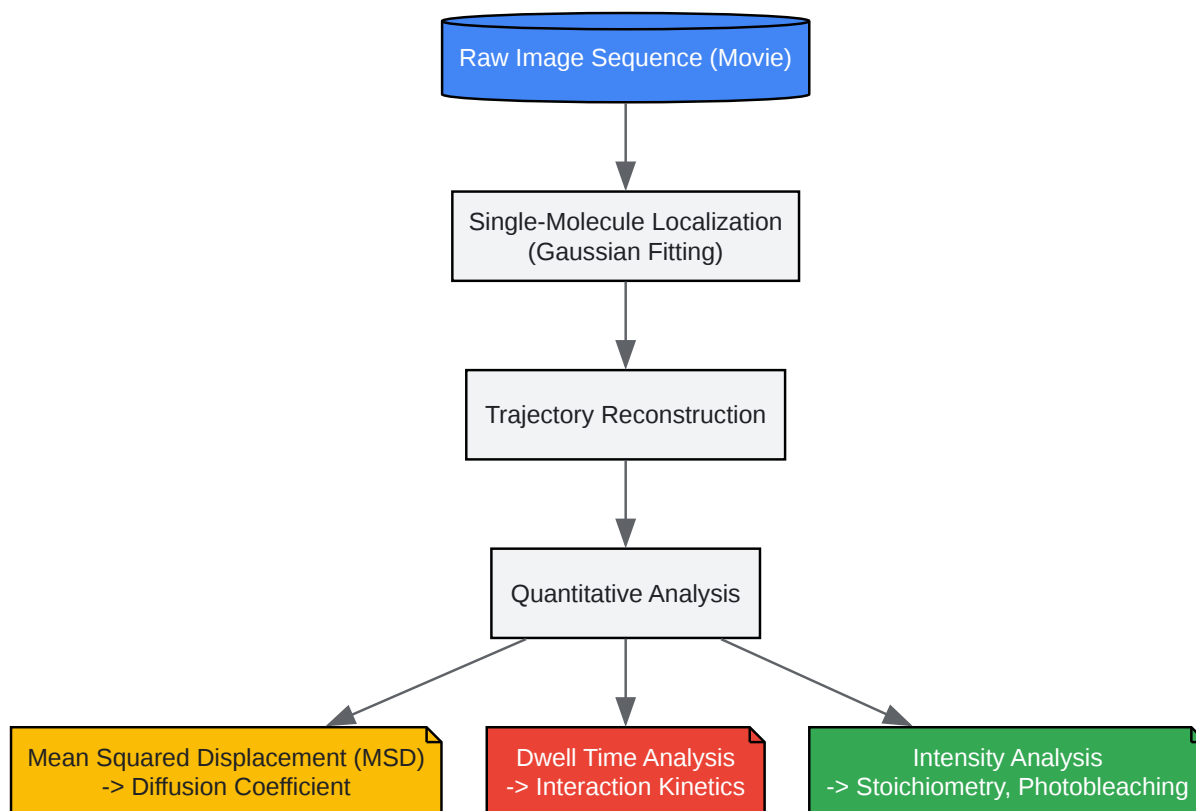 Raw Image Sequence (Movie)
Single-Molecule Localization
(Gaussian Fitting)
Trajectory Reconstruction
Quantitative Analysis
Mean Squared Displacement (MSD)
-> Diffusion Coefficient
Dwell Time Analysis
-> Interaction Kinetics
Intensity Analysis
-> Stoichiometry, Photobleaching